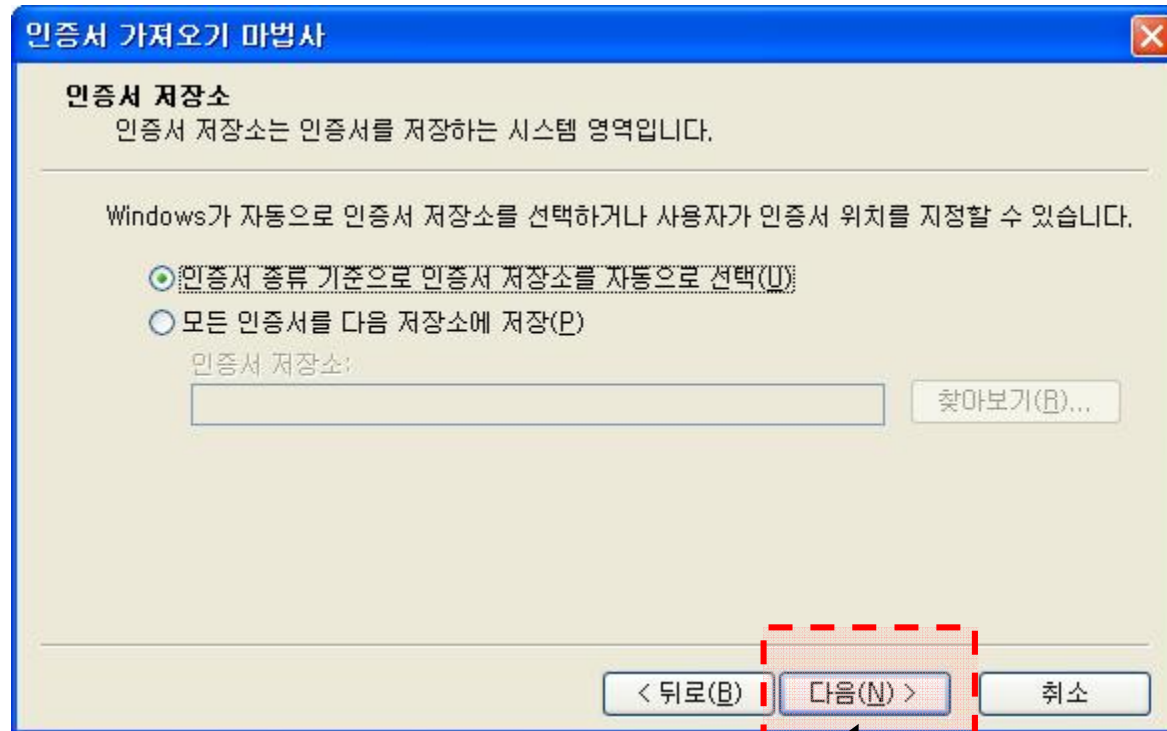 인증서 가져오기 마법사
인증서 저장소
인증서 저장소는 인증서를 저장하는 시스템 영역입니다.
Windows가 자동으로 인증서 저장소를 선택하거나 사용자가 인증서 위치를 지정할 수 있습니다.
인증서 종류 기준으로 인증서 저장소를 자동으로 선택(U)
모든 인증서를 다음 저장소에 저장(P)
인증서 저장소:
찾아보기(R)...
< 뒤로(B) 다음(N) > 취소